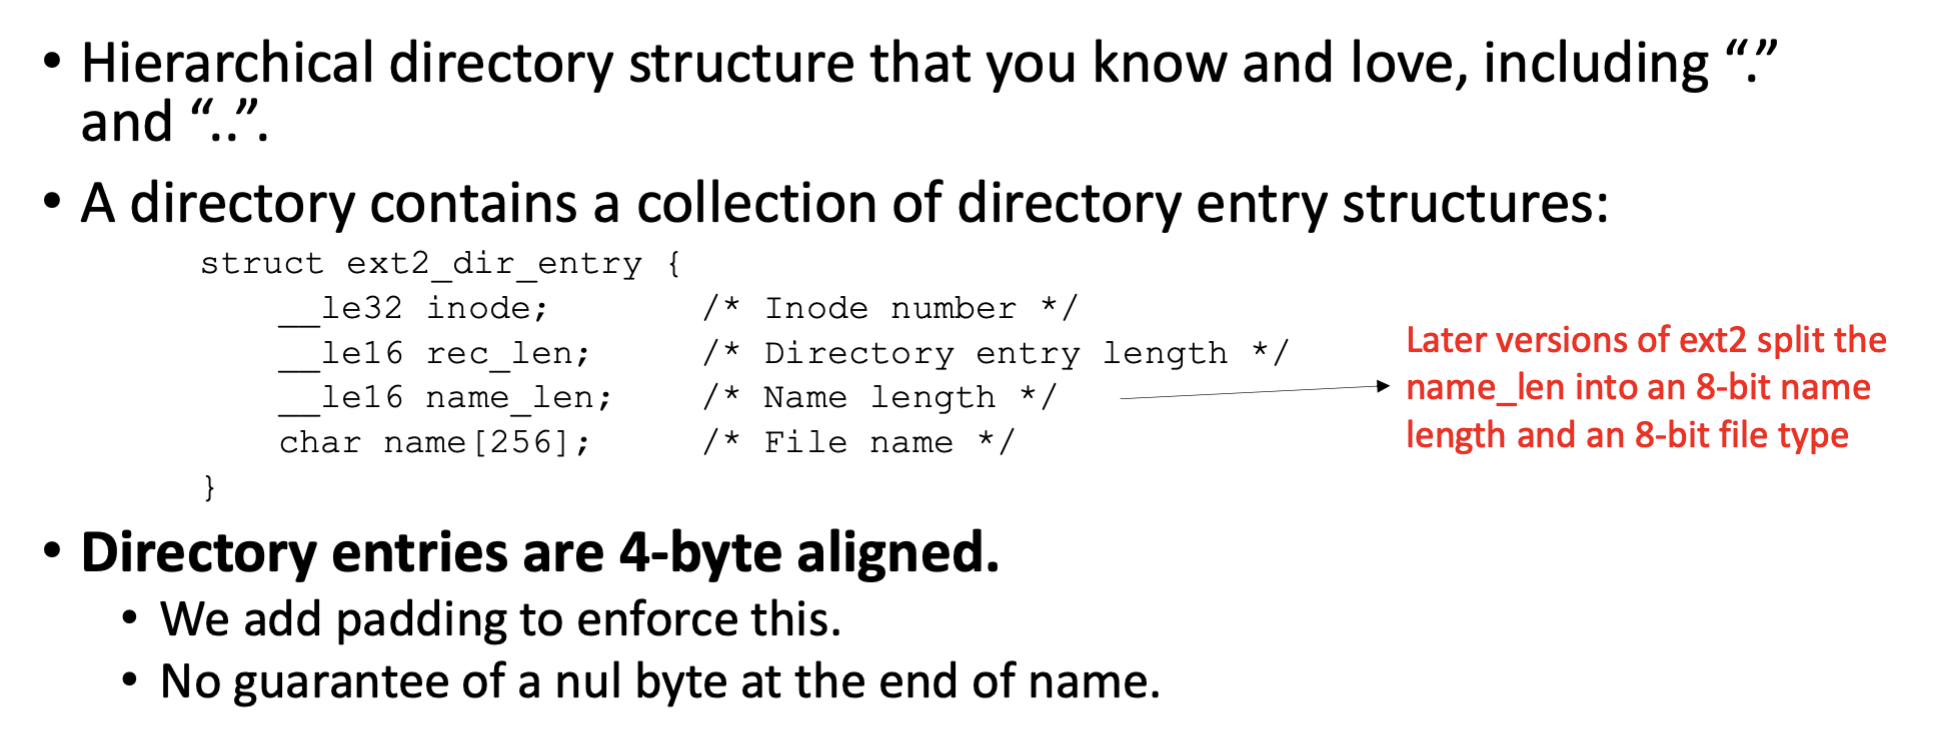 • Hierarchical directory structure that you know and love, including “.”
and “..”.
• A directory contains a collection of directory entry structures:
struct ext2_dir_entry {
__le32 inode; /* Inode number */
__le16 rec_len; /* Directory entry length */
__le16 name_len; /* Name length */
char name[256]; /* File name */
}
Later versions of ext2 split the
name_len into an 8-bit name
length and an 8-bit file type
• Directory entries are 4-byte aligned.
• We add padding to enforce this.
• No guarantee of a nul byte at the end of name.